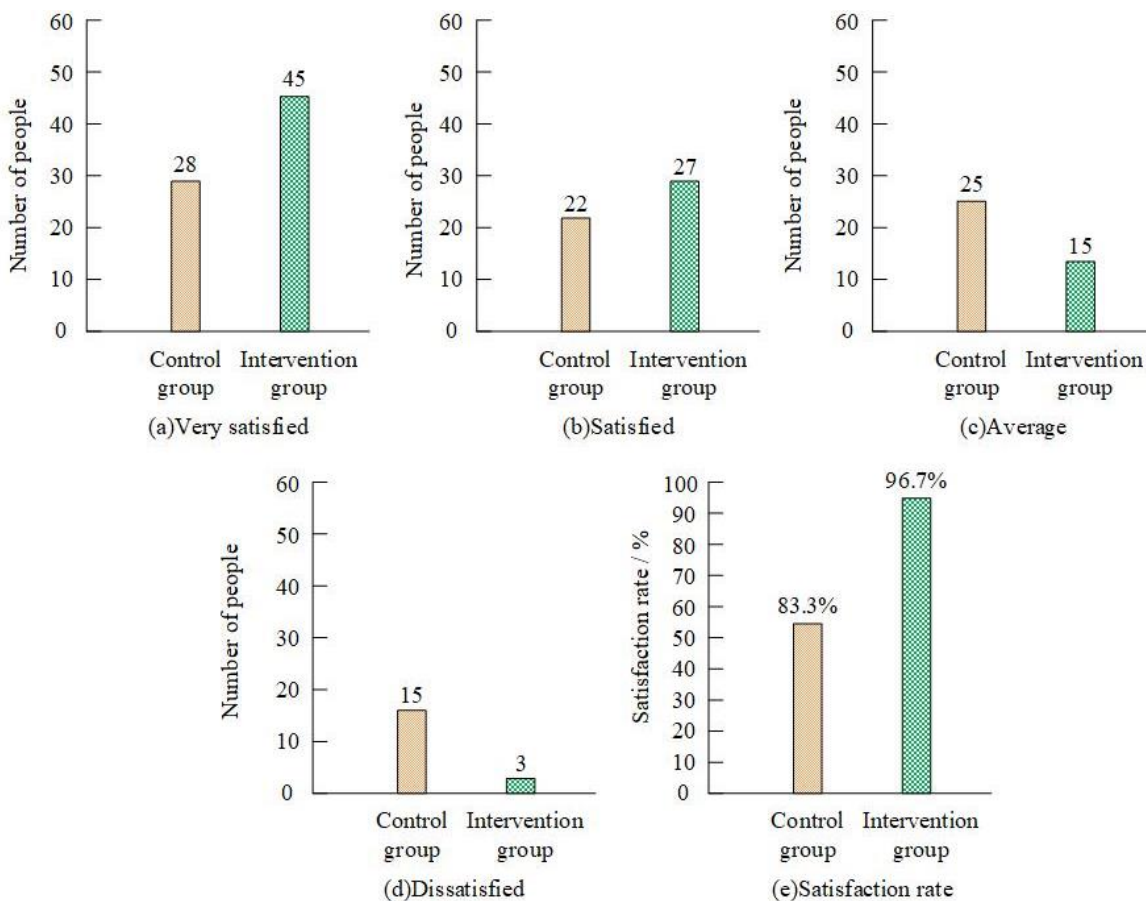 60
50
40
30
20
10
0
Number of people
28
45
Control group
Intervention group
(a)Very satisfied
60
50
40
30
20
10
0
Number of people
22
27
Control group
Intervention group
(b)Satisfied
60
50
40
30
20
10
0
Number of people
25
15
Control group
Intervention group
(c)Average
60
50
40
30
20
10
0
Number of people
15
3
Control group
Intervention group
(d)Dissatisfied
100
90
80
70
60
50
40
30
20
10
0
Satisfaction rate / %
83.3%
96.7%
Control group
Intervention group
(e)Satisfaction rate